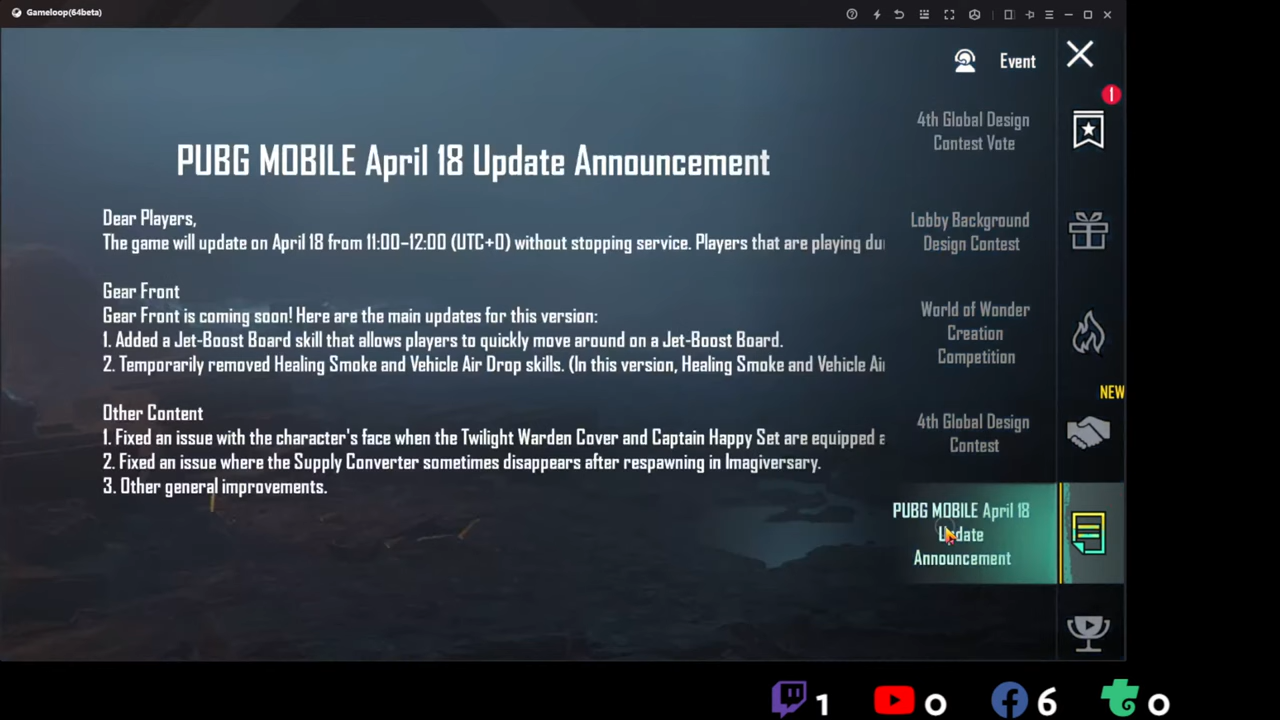 Gameloop(64beta)
Event
1
4th Global Design
Contest Vote
PUBG MOBILE April 18 Update Announcement
Dear Players,
The game will update on April 18 from 11:00-12:00 (UTC+0) without stopping service. Players that are playing
Lobby Background
Design Contest
Gear Front
Gear Front is coming soon! Here are the main updates for this version:
1. Added a Jet-Boost Board skill that allows players to quickly move around on a Jet-Boost Board.
2. Temporarily removed Healing Smoke and Vehicle Air Drop skills. (In this version, Healing Smoke and Vehicle
World of Wonder
Creation
Competition
NEW
Other Content
1. Fixed an issue with the character's face when the Twilight Warden Cover and Captain Happy Set are equipped
2. Fixed an issue where the Supply Converter sometimes disappears after respawning in Imagiversary.
3. Other general improvements.
4th Global Design
Contest
PUBG MOBILE April 18
Update
Announcement
1 0 6 0